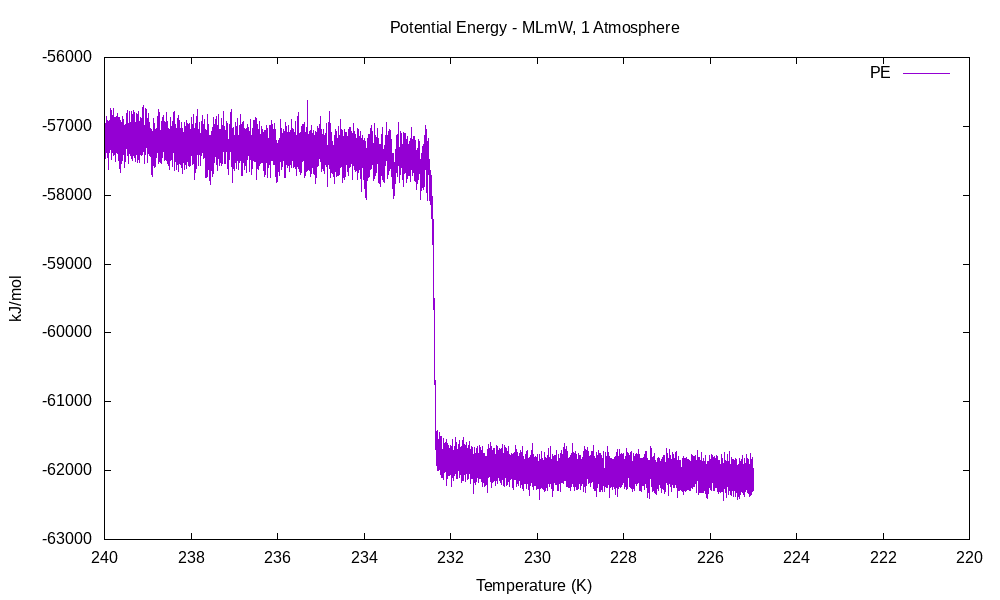 Potential Energy - MLmW, 1 Atmosphere
PE
-56000
-57000
-58000
-59000
-60000
-61000
-62000
-63000
kJ/mol
240 238 236 234 232 230 228 226 224 222 220
Temperature (K)